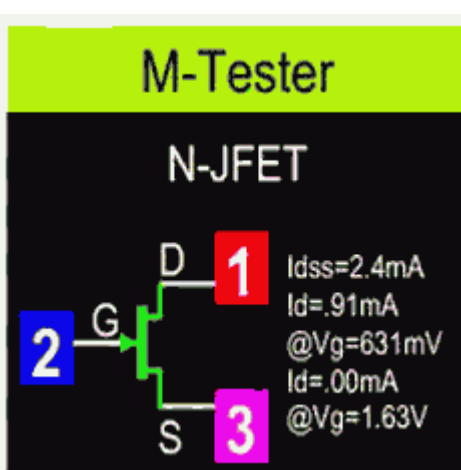 M-Tester
N-JFET
D
1
G
2
S
3
Idss=2.4mA
Id=.91mA
@Vg=631mV
Id=.00mA
@Vg=1.63V